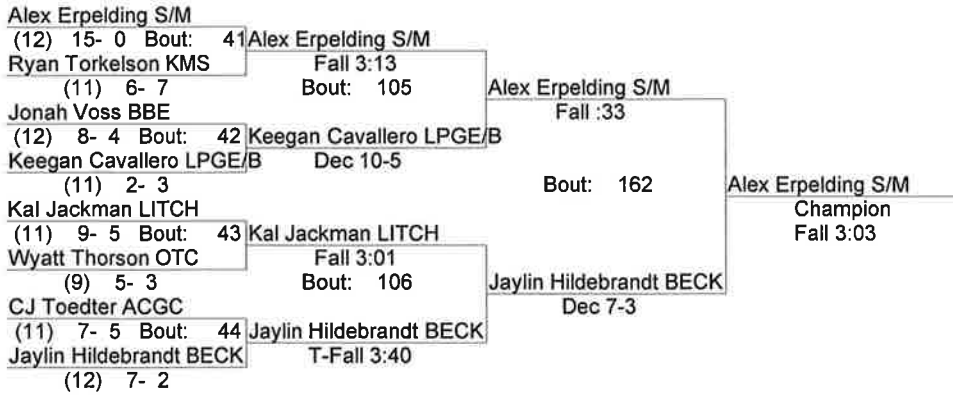 Alex Erpelding S/M
(12) 15- 0 Bout: 41
Ryan Torkelson KMS
(11) 6- 7
Jonah Voss BBE
(12) 8- 4 Bout: 42
Keegan Cavallero LPGE/B
(11) 2- 3
Kal Jackman LITCH
(11) 9- 5 Bout: 43
Wyatt Thorson OTC
(9) 5- 3
CJ Toedter ACGC
(11) 7- 5 Bout: 44
Jaylin Hildebrandt BECK
(12) 7- 2
Alex Erpelding S/M
Fall 3:13
Bout: 105
Keegan Cavallero LPGE/B
Dec 10-5
Kal Jackman LITCH
Fall 3:01
Bout: 106
Jaylin Hildebrandt BECK
T-Fall 3:40
Alex Erpelding S/M
Fall :33
Bout: 162
Jaylin Hildebrandt BECK
Dec 7-3
Alex Erpelding S/M
Champion
Fall 3:03